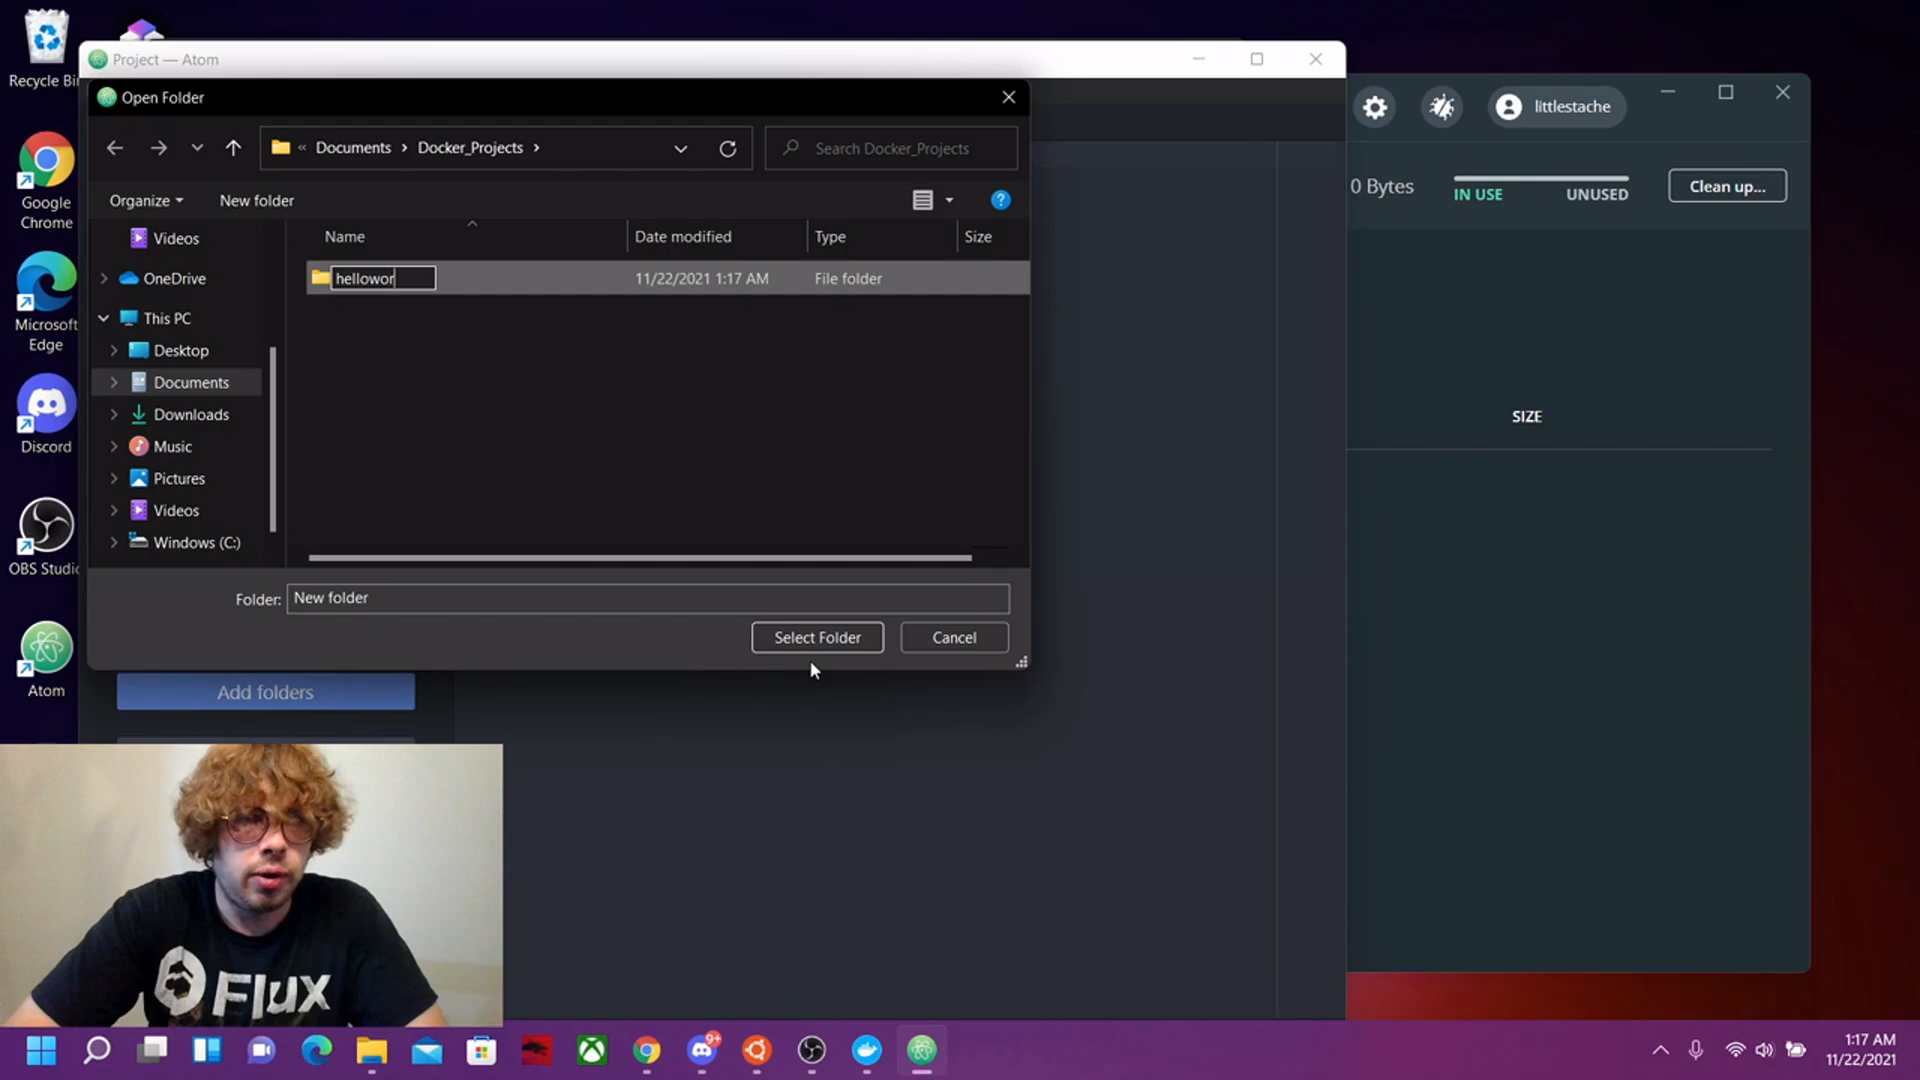 Recycle Bin
Project — Atom
Open Folder
Documents
Docker_Projects
Search Docker_Projects
Organize
New folder
Name
Date modified
Type
Size
hellowor
11/22/2021 1:17 AM
File folder
Videos
OneDrive
This PC
Desktop
Documents
Downloads
Music
Pictures
Videos
Windows (C:)
Folder:
New folder
Select Folder
Cancel
Add folders
littlestache
0 Bytes
IN USE
UNUSED
Clean up...
SIZE
Google
Chrome
Microsoft
Edge
Discord
OBS Studio
Atom
Flux
9+
1:17 AM
11/22/2021